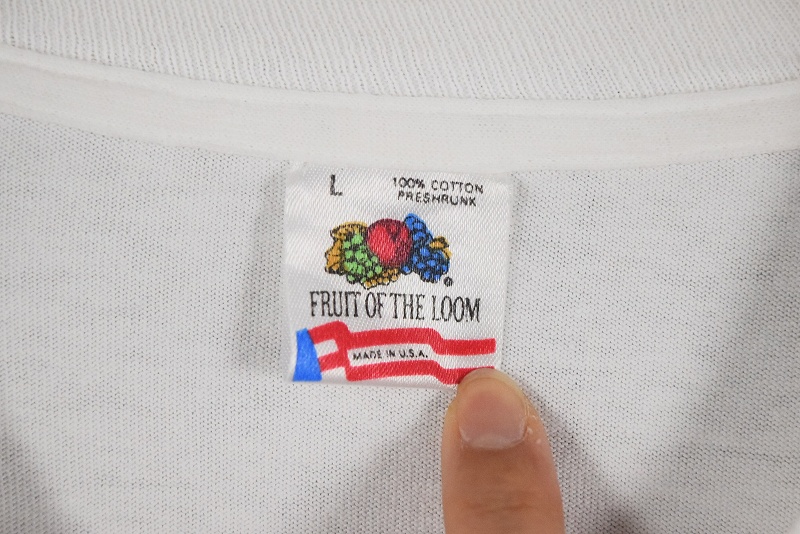 L
100% COTTON
PRESHRUNK
®
FRUIT OF THE LOOM
MADE IN U.S.A.